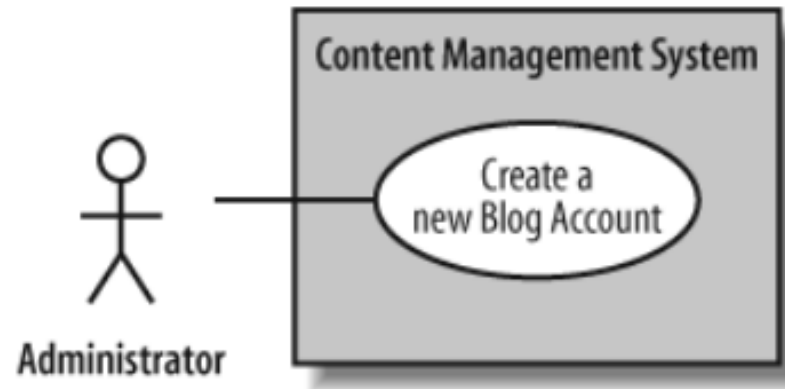 Content Management System
Create a
new Blog Account
Administrator